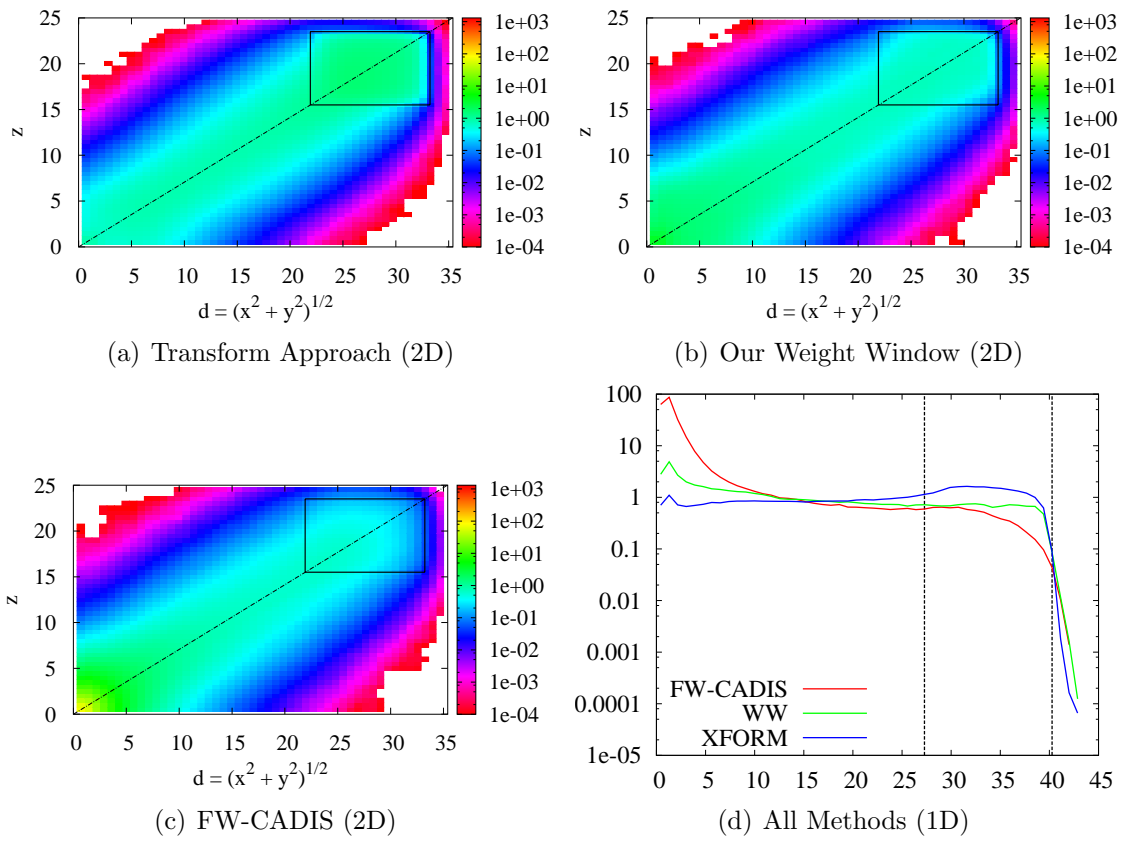 25
20
15
10
5
0
z
0 5 10 15 20 25 30 35
d = (x² + y²)^1/2
1e+03
1e+02
1e+01
1e+00
1e-01
1e-02
1e-03
1e-04
(a) Transform Approach (2D)
25
20
15
10
5
0
z
0 5 10 15 20 25 30 35
d = (x² + y²)^1/2
1e+03
1e+02
1e+01
1e+00
1e-01
1e-02
1e-03
1e-04
(b) Our Weight Window (2D)
25
20
15
10
5
0
z
0 5 10 15 20 25 30 35
d = (x² + y²)^1/2
1e+03
1e+02
1e+01
1e+00
1e-01
1e-02
1e-03
1e-04
(c) FW-CADIS (2D)
100
10
1
0.1
0.01
0.001
0.0001
1e-05
FW-CADIS
WW
XFORM
0 5 10 15 20 25 30 35 40 45
(d) All Methods (1D)